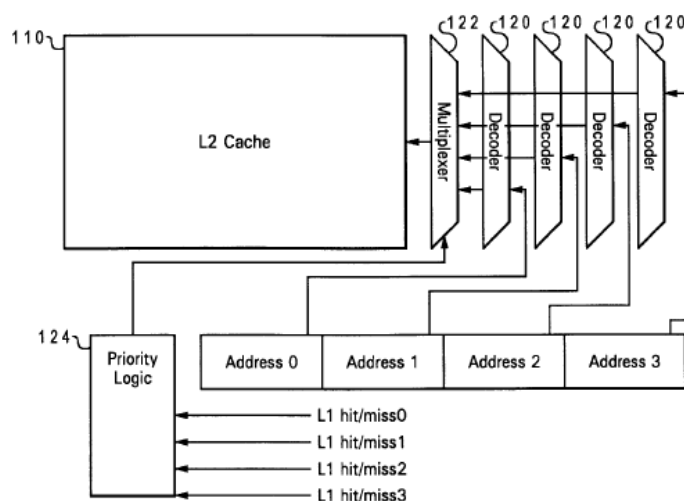 110
122
120
120
120
120
L2 Cache
Multiplexer
Decoder
Decoder
Decoder
Decoder
124
Priority
Logic
Address 0
Address 1
Address 2
Address 3
L1 hit/miss0
L1 hit/miss1
L1 hit/miss2
L1 hit/miss3